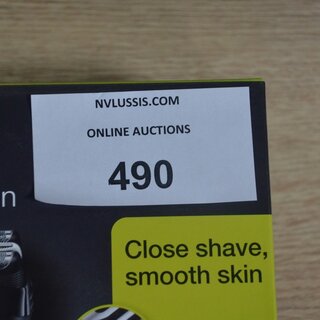 NVLUSSIS.COM
ONLINE AUCTIONS
490
n
Close shave,
smooth skin